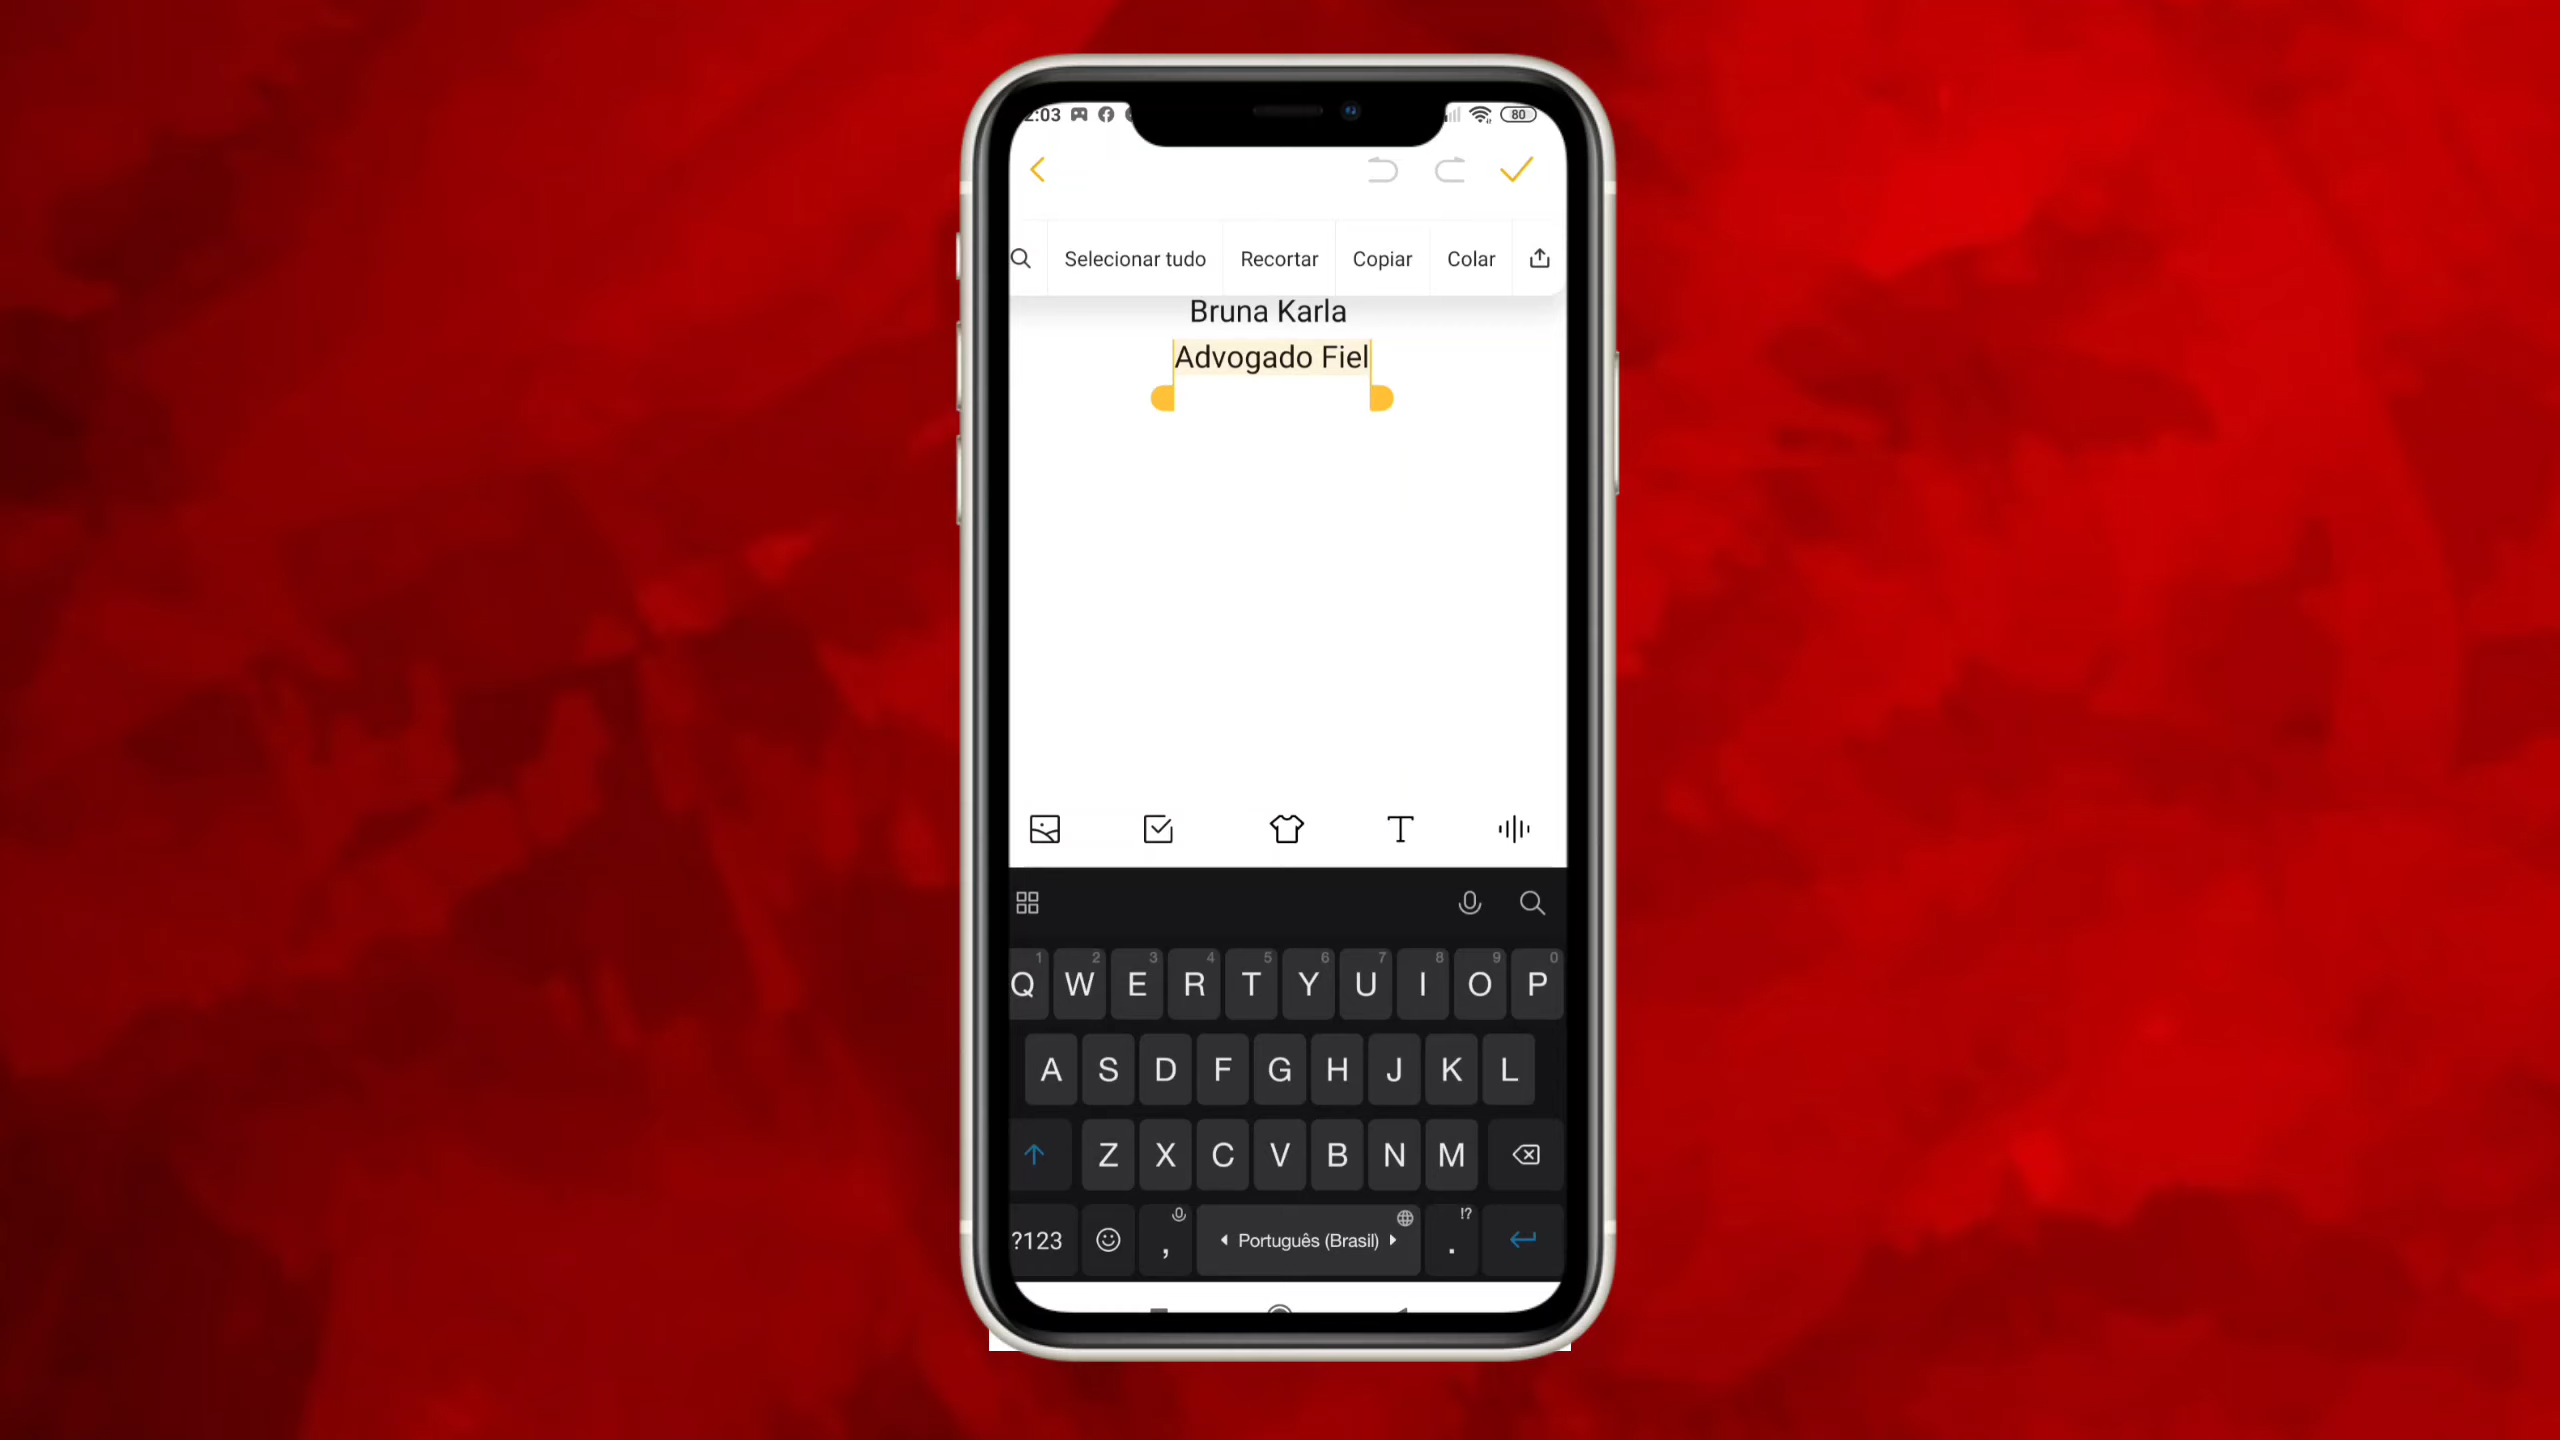 2:03 80
Selecionar tudo Recortar Copiar Colar
Bruna Karla
Advogado Fiel
1 2 3 4 5 6 7 8 9 0
Q W E R T Y U I O P
A S D F G H J K L
Z X C V B N M
!?
?123 , Português (Brasil) .